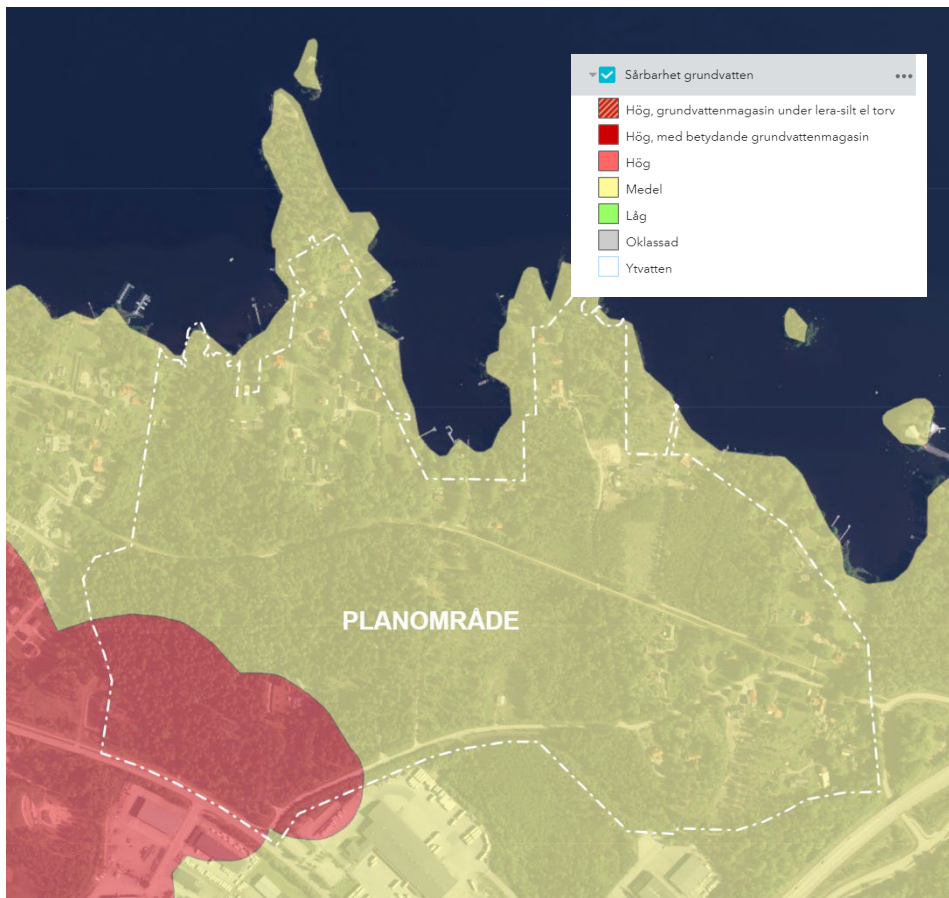 Sårbarhet grundvatten
Hög, grundvattenmagasin under lera-silt el torv
Hög, med betydande grundvattenmagasin
Hög
Medel
Låg
Oklassad
Ytvatten
PLANOMRÅDE